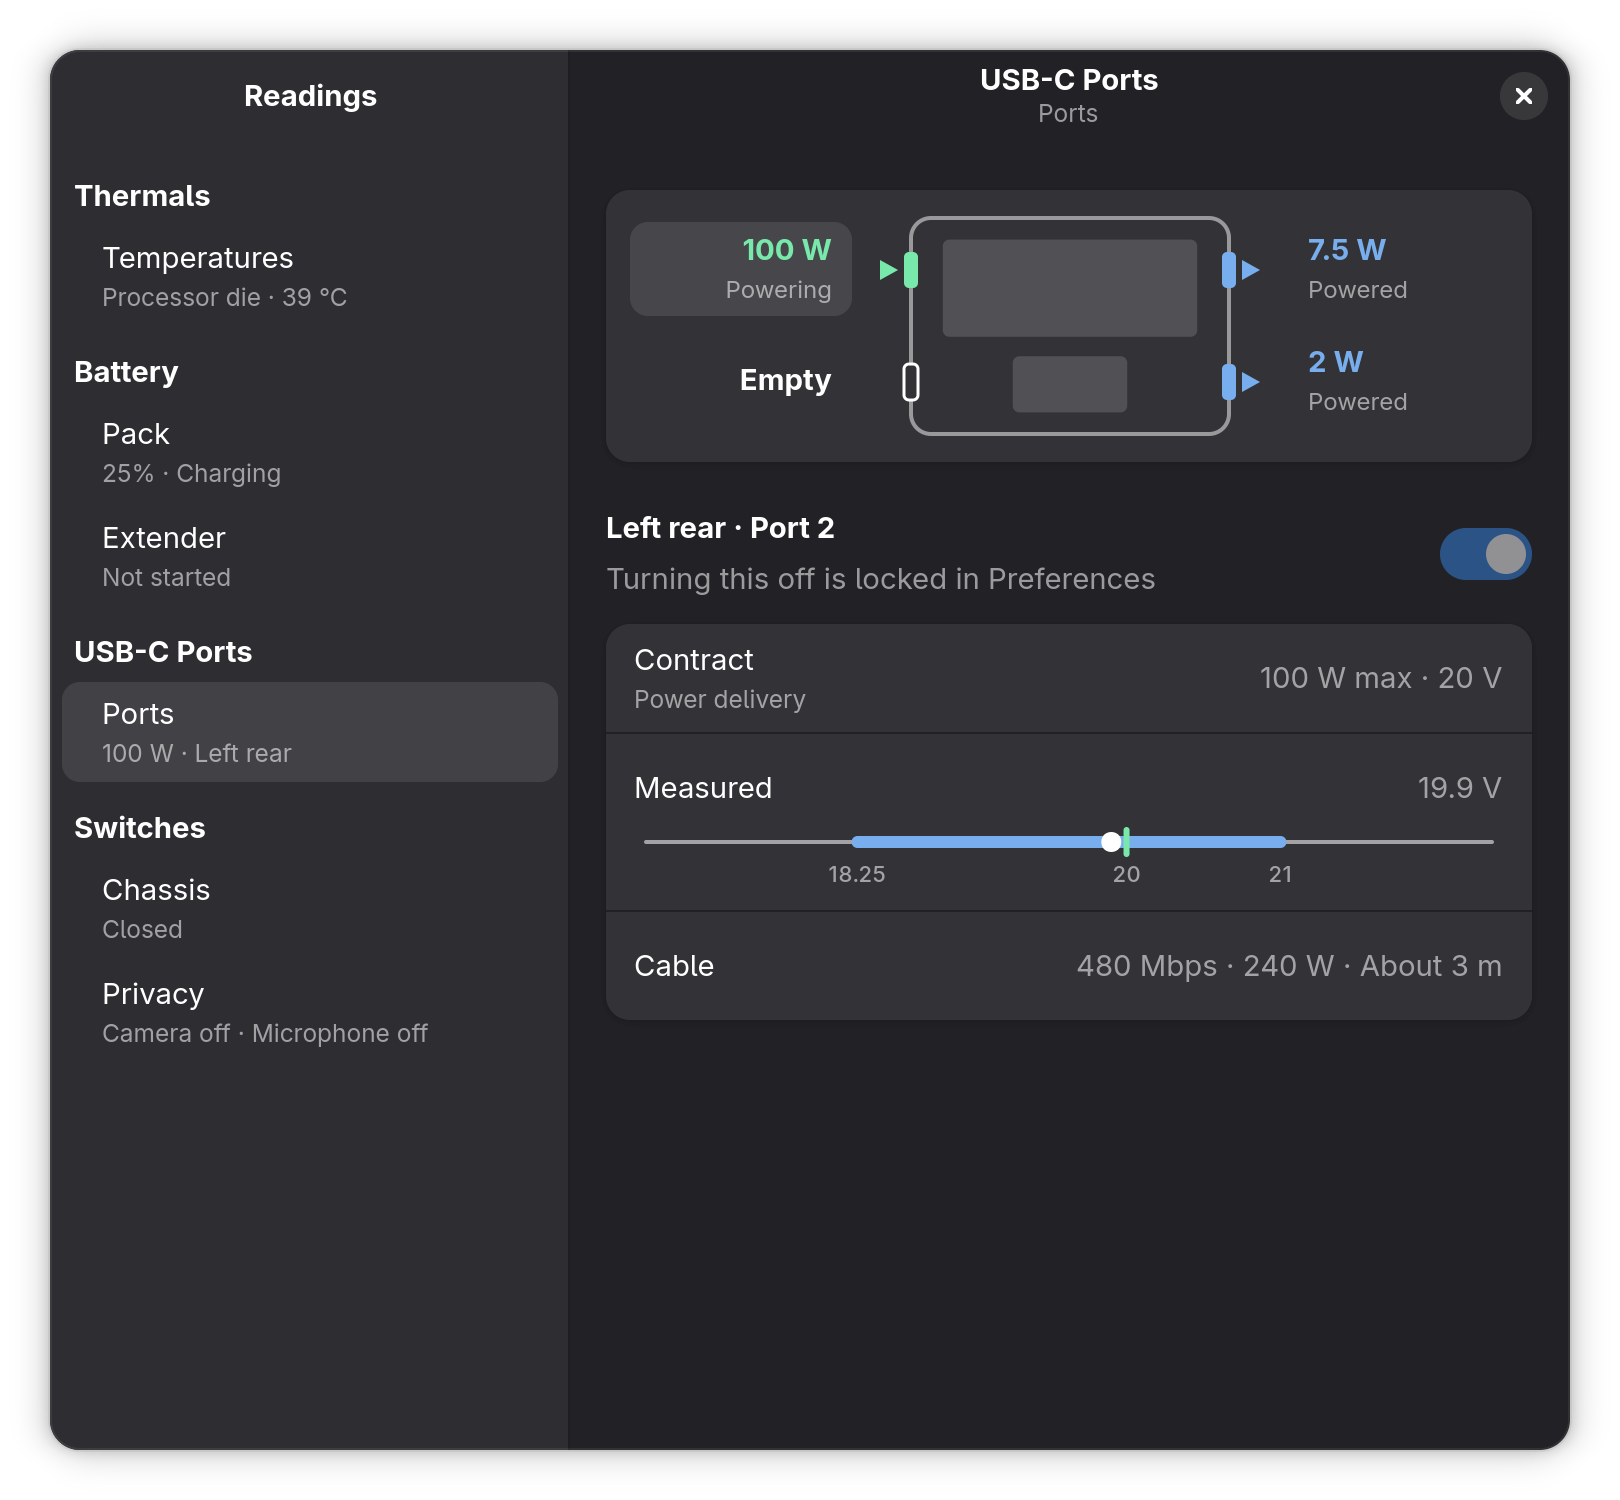 Readings
Thermals
Temperatures
Processor die · 39 °C
Battery
Pack
25% · Charging
Extender
Not started
USB-C Ports
Ports
100 W · Left rear
Switches
Chassis
Closed
Privacy
Camera off · Microphone off
USB-C Ports
Ports
100 W
Powering
7.5 W
Powered
Empty
2 W
Powered
Left rear · Port 2
Turning this off is locked in Preferences
Contract
Power delivery
100 W max · 20 V
Measured
19.9 V
18.25 20 21
Cable
480 Mbps · 240 W · About 3 m